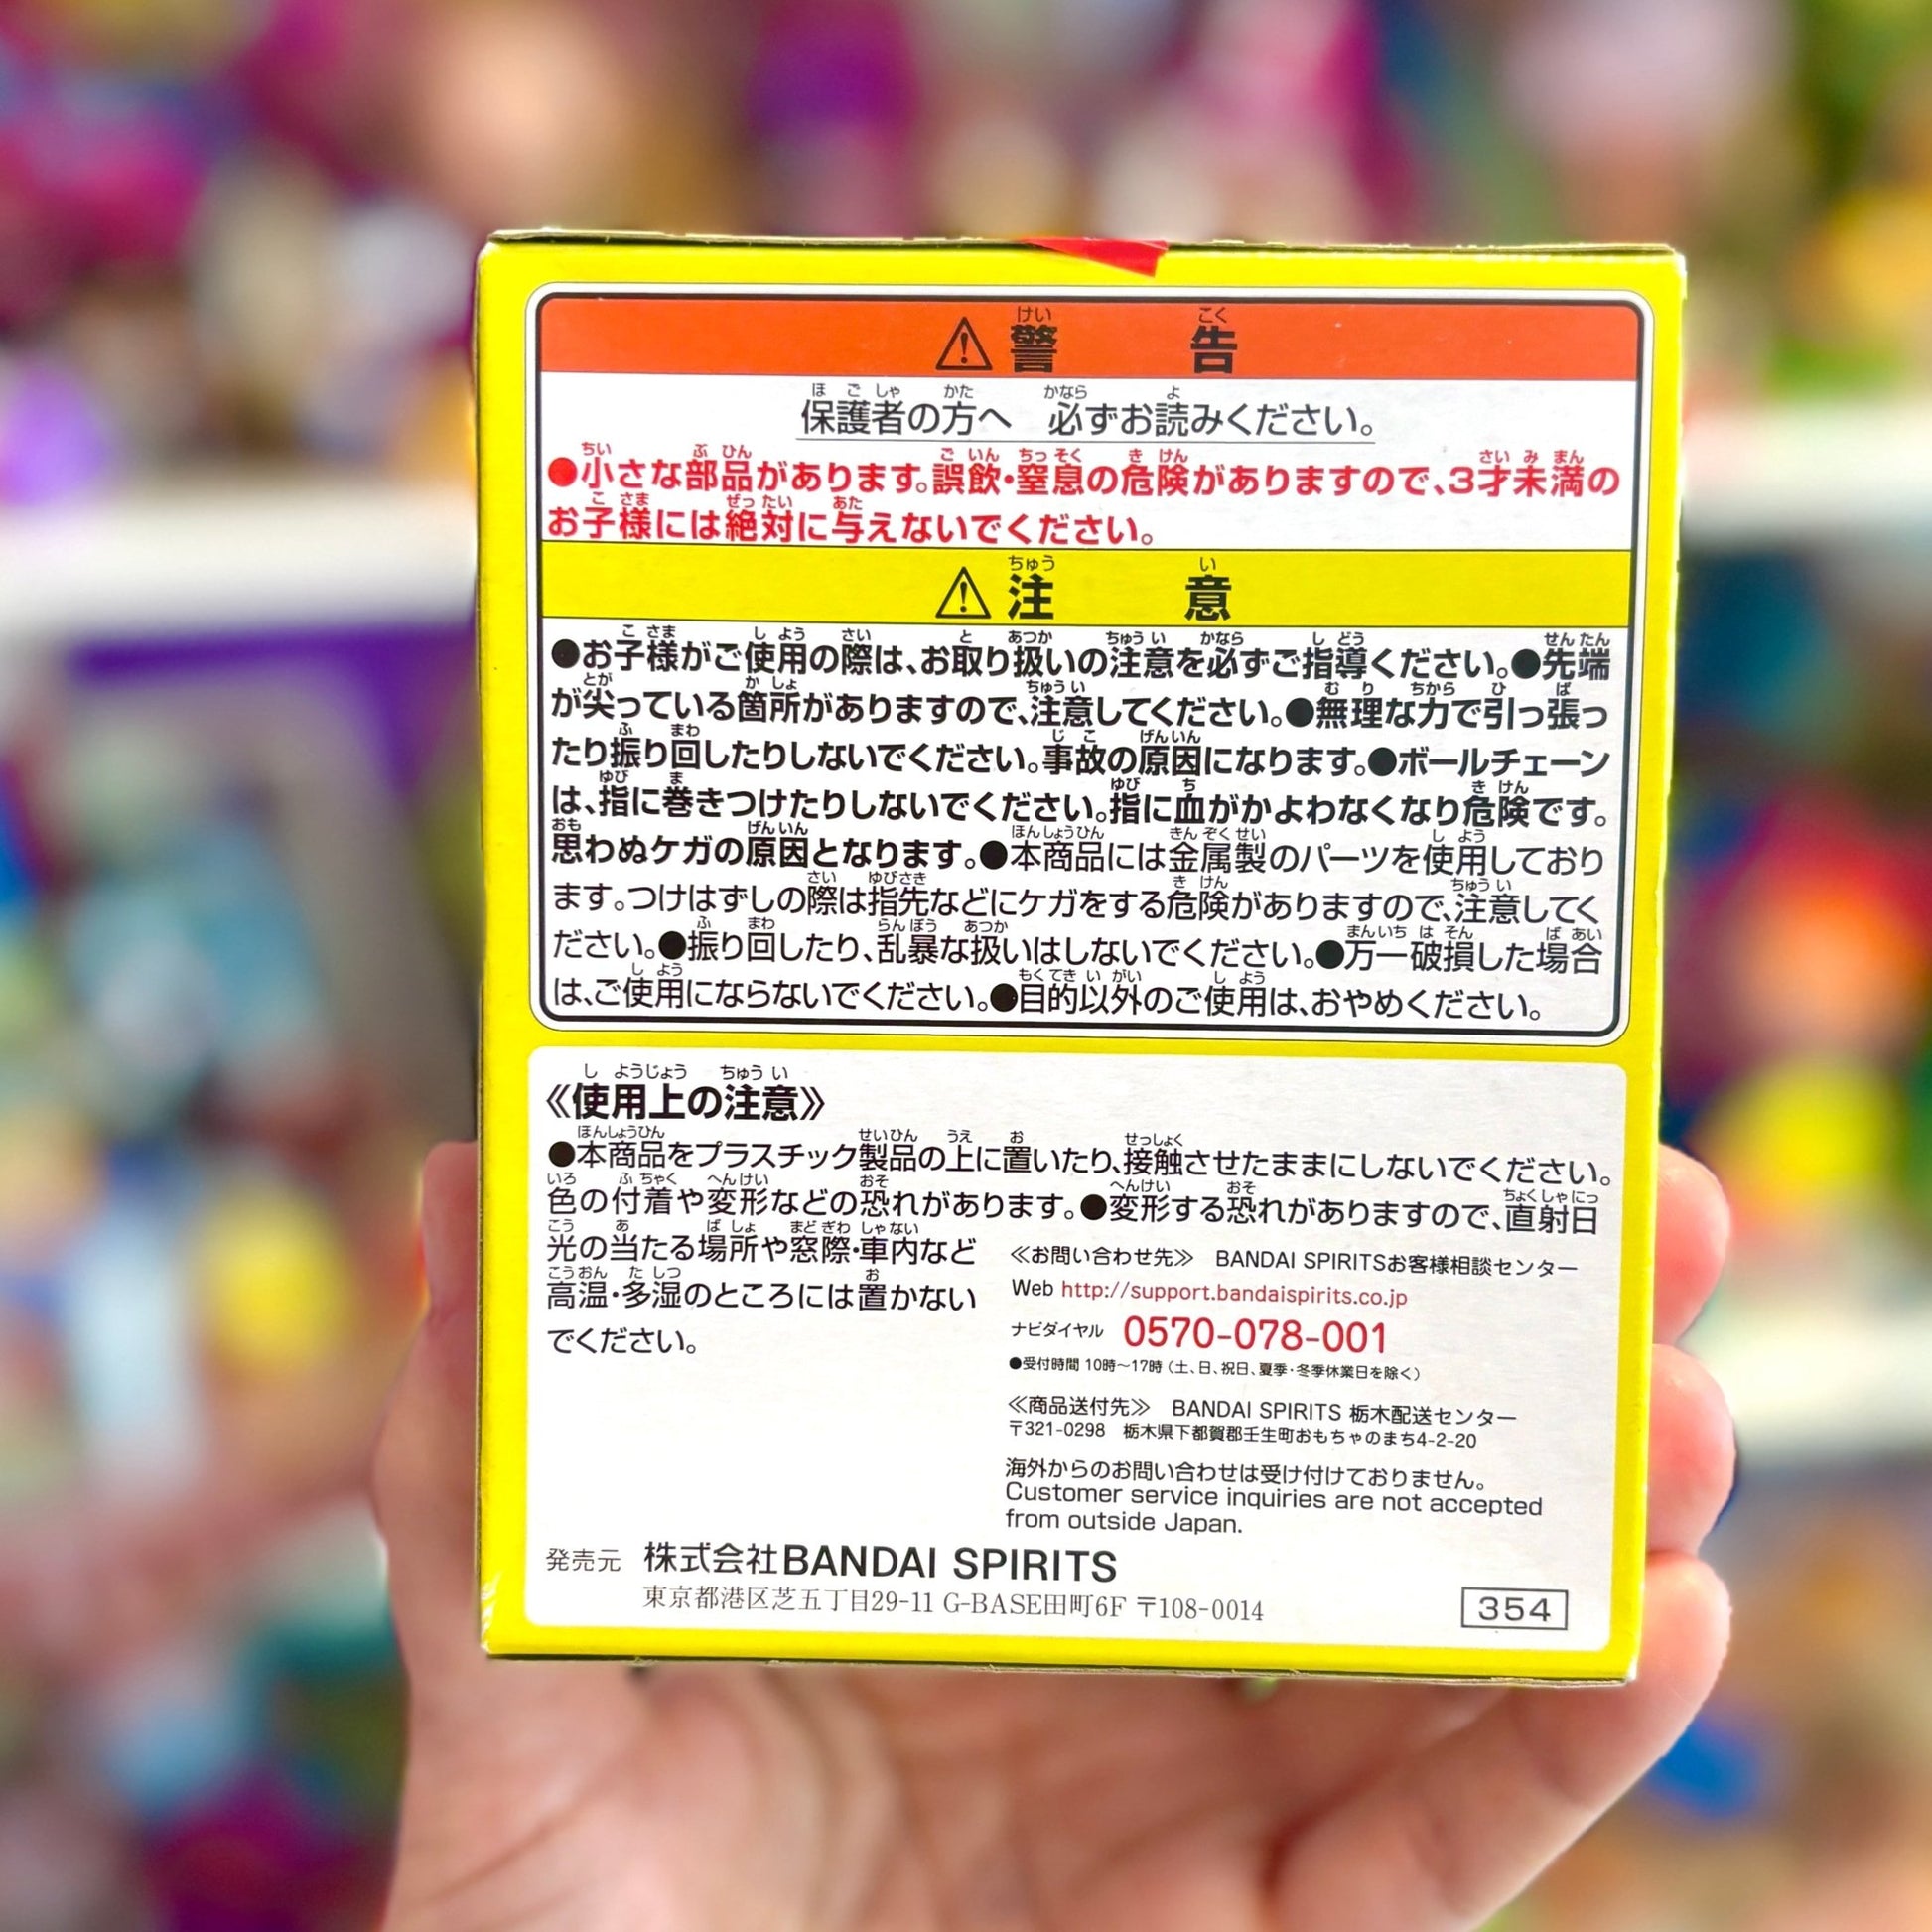 警告
保護者の方へ 必ずお読みください。
●小さな部品があります。誤飲・窒息の危険がありますので、3才未満の
お子様には絶対に与えないでください。
注意
●お子様がご使用の際は、お取り扱いの注意を必ずご指導ください。●先端
が尖っている箇所がありますので、注意してください。●無理な力で引っ張っ
たり振り回したりしないでください。事故の原因になります。●ボールチェーン
は、指に巻きつけたりしないでください。指に血がかよわなくなり危険です。
思わぬケガの原因となります。●本商品には金属製のパーツを使用しており
ます。つけはずしの際は指先などにケガをする危険がありますので、注意してく
ださい。●振り回したり、乱暴な扱いはしないでください。●万一破損した場合
は、ご使用にならないでください。●目的以外のご使用は、おやめください。
《使用上の注意》
●本商品をプラスチック製品の上に置いたり、接触させたままにしないでください。
色の付着や変形などの恐れがあります。●変形する恐れがありますので、直射日
光の当たる場所や窓際・車内など
高温・多湿のところには置かない
でください。
≪お問い合わせ先≫ BANDAI SPIRITSお客様相談センター
Web http://support.bandaispirits.co.jp
ナビダイヤル 0570-078-001
●受付時間 10時～17時（土、日、祝日、夏季・冬季休業日を除く）
≪商品送付先≫ BANDAI SPIRITS 栃木配送センター
〒321-0298 栃木県下都賀郡壬生町おもちゃのまち4-2-20
海外からのお問い合わせは受け付けておりません。
Customer service inquiries are not accepted
from outside Japan.
発売元 株式会社BANDAI SPIRITS
東京都港区芝五丁目29-11 G-BASE田町6F 〒108-0014
354